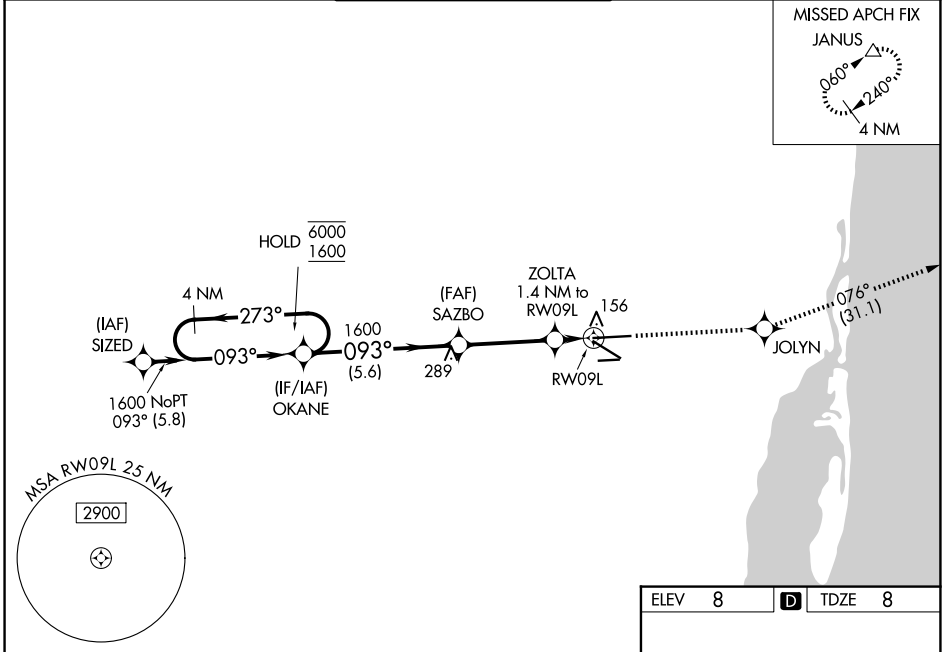 MISSED APCH FIX
JANUS
060°
240°
4 NM
HOLD
6000
1600
4 NM
273°
093°
(IAF)
SIZED
1600 NoPT
093° (5.8)
(IF/IAF)
OKANE
1600
093°
(5.6)
(FAF)
SAZBO
289
ZOLTA
1.4 NM to
RW09L
156
RW09L
JOLYN
076°
(31.1)
MSA RW09L 25 NM
2900
ELEV 8
D
TDZE 8